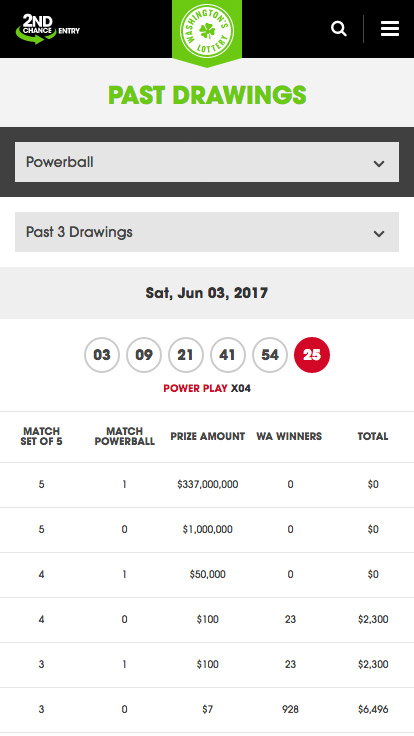 2ND
CHANCE ENTRY
WASHINGTON'S
LOTTERY
PAST DRAWINGS
Powerball
Past 3 Drawings
Sat, Jun 03, 2017
03 09 21 41 54 25
POWER PLAY X04
MATCH SET OF 5 MATCH POWERBALL PRIZE AMOUNT WA WINNERS TOTAL
5 1 $337,000,000 0 $0
5 0 $1,000,000 0 $0
4 1 $50,000 0 $0
4 0 $100 23 $2,300
3 1 $100 23 $2,300
3 0 $7 928 $6,496